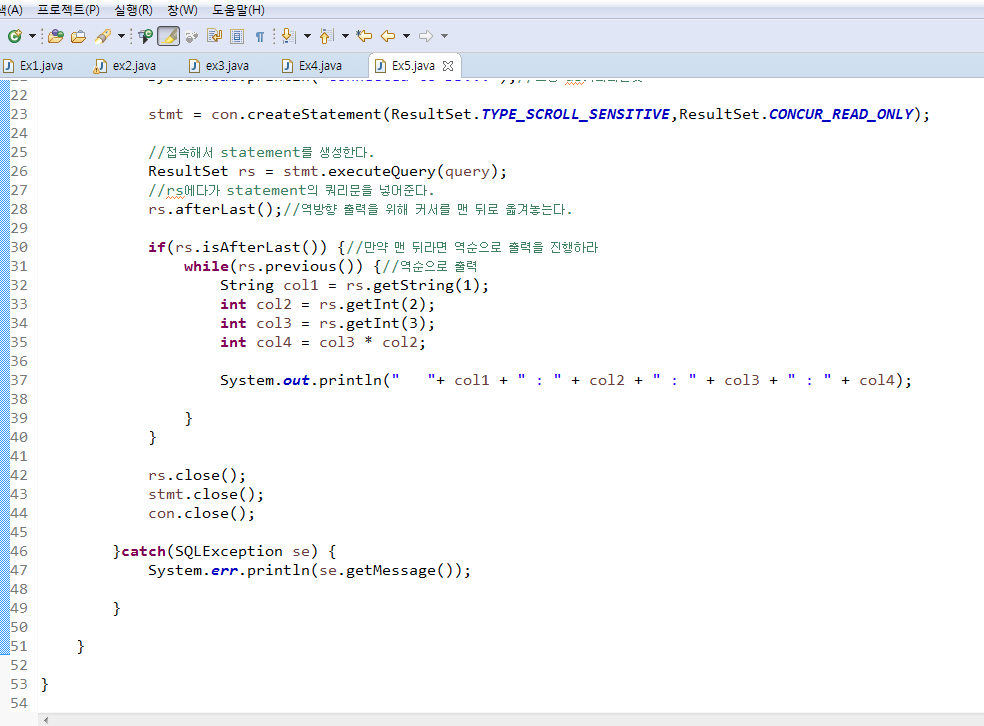 색(A) 프로젝트(P) 실행(R) 창(W) 도움말(H)
Ex1.java ex2.java ex3.java Ex4.java Ex5.java
22
23 stmt = con.createStatement(ResultSet.TYPE_SCROLL_SENSITIVE,ResultSet.CONCUR_READ_ONLY);
24
25 //접속해서 statement를 생성한다.
26 ResultSet rs = stmt.executeQuery(query);
27 //rs에다가 statement의 쿼리문을 넣어준다.
28 rs.afterLast();//역방향 출력을 위해 커서를 맨 뒤로 옮겨놓는다.
29
30 if(rs.isAfterLast()) {//만약 맨 뒤라면 역순으로 출력을 진행하라
31 while(rs.previous()) {//역순으로 출력
32 String col1 = rs.getString(1);
33 int col2 = rs.getInt(2);
34 int col3 = rs.getInt(3);
35 int col4 = col3 * col2;
36
37 System.out.println("   "+ col1 + " : " + col2 + " : " + col3 + " : " + col4);
38
39 }
40 }
41
42 rs.close();
43 stmt.close();
44 con.close();
45
46 }catch(SQLException se) {
47 System.err.println(se.getMessage());
48
49 }
50
51 }
52
53 }
54